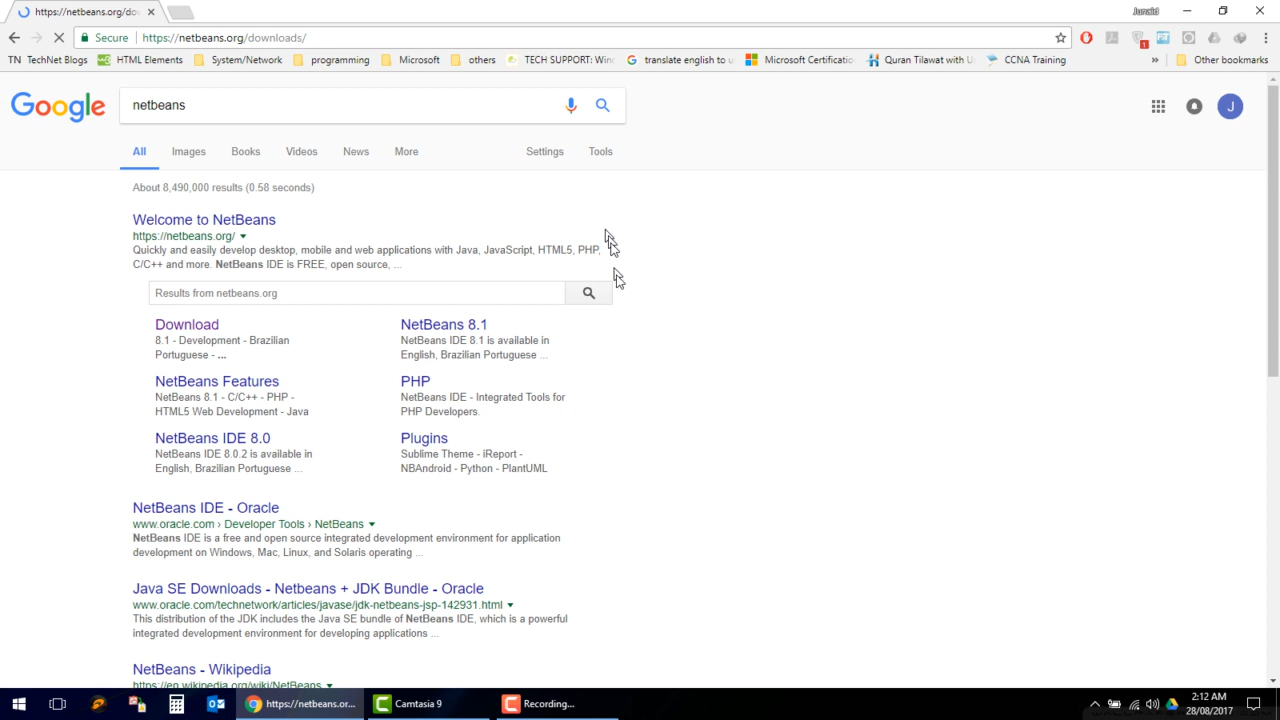 https://netbeans.org/do
Junaid
Secure https://netbeans.org/downloads/
TN TechNet Blogs HTML Elements System/Network programming Microsoft others TECH SUPPORT: Win translate english to u Microsoft Certificatio Quran Tilawat with U CCNA Training » Other bookmarks
Google netbeans J
All Images Books Videos News More Settings Tools
About 8,490,000 results (0.58 seconds)
Welcome to NetBeans
https://netbeans.org/
Quickly and easily develop desktop, mobile and web applications with Java, JavaScript, HTML5, PHP,
C/C++ and more. NetBeans IDE is FREE, open source, ...
Results from netbeans.org
Download
8.1 - Development - Brazilian
Portuguese - ...
NetBeans 8.1
NetBeans IDE 8.1 is available in
English, Brazilian Portuguese ...
NetBeans Features
NetBeans 8.1 - C/C++ - PHP -
HTML5 Web Development - Java
PHP
NetBeans IDE - Integrated Tools for
PHP Developers.
NetBeans IDE 8.0
NetBeans IDE 8.0.2 is available in
English, Brazilian Portuguese ...
Plugins
Sublime Theme - iReport -
NBAndroid - Python - PlantUML
NetBeans IDE - Oracle
www.oracle.com › Developer Tools › NetBeans
NetBeans IDE is a free and open source integrated development environment for application
development on Windows, Mac, Linux, and Solaris operating ...
Java SE Downloads - Netbeans + JDK Bundle - Oracle
www.oracle.com/technetwork/articles/javase/jdk-netbeans-jsp-142931.html
This distribution of the JDK includes the Java SE bundle of NetBeans IDE, which is a powerful
integrated development environment for developing applications ...
NetBeans - Wikipedia
https://en.wikipedia.org/wiki/NetBeans
https://netbeans.or... Camtasia 9 Recording...
2:12 AM
28/08/2017